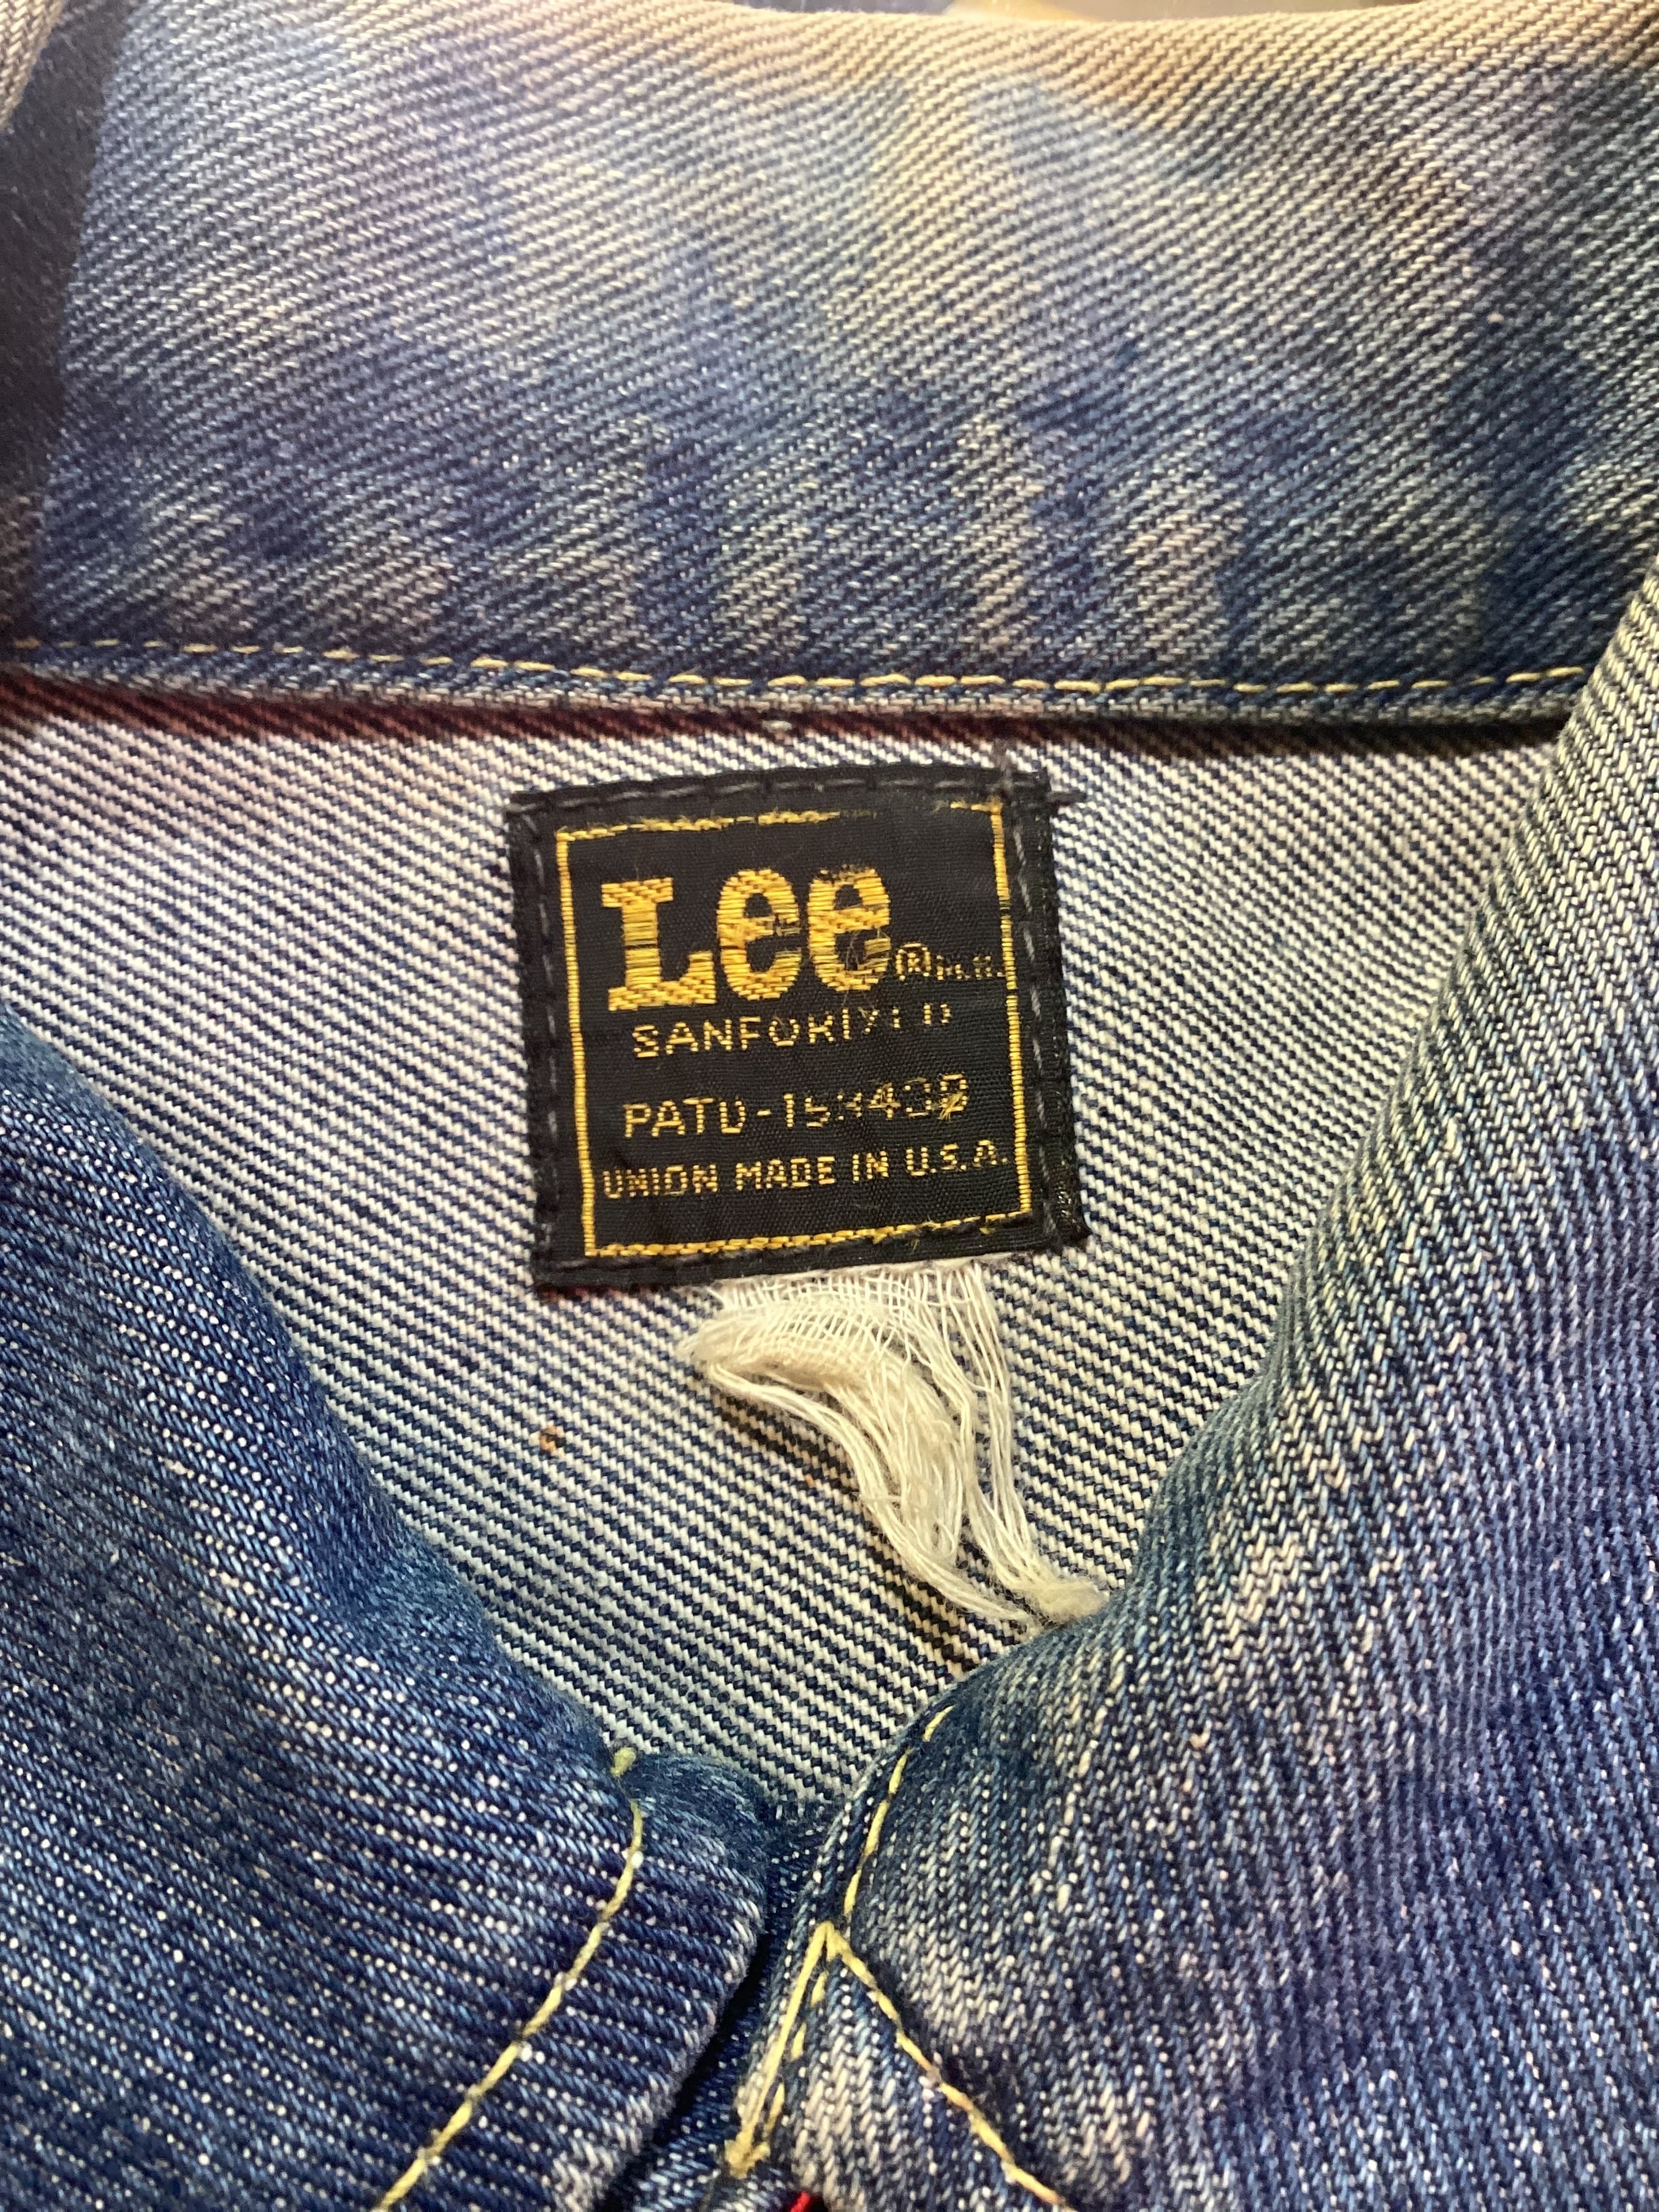 Lee® M.R.
SANFORIZED
PATD-153438
UNION MADE IN U.S.A.